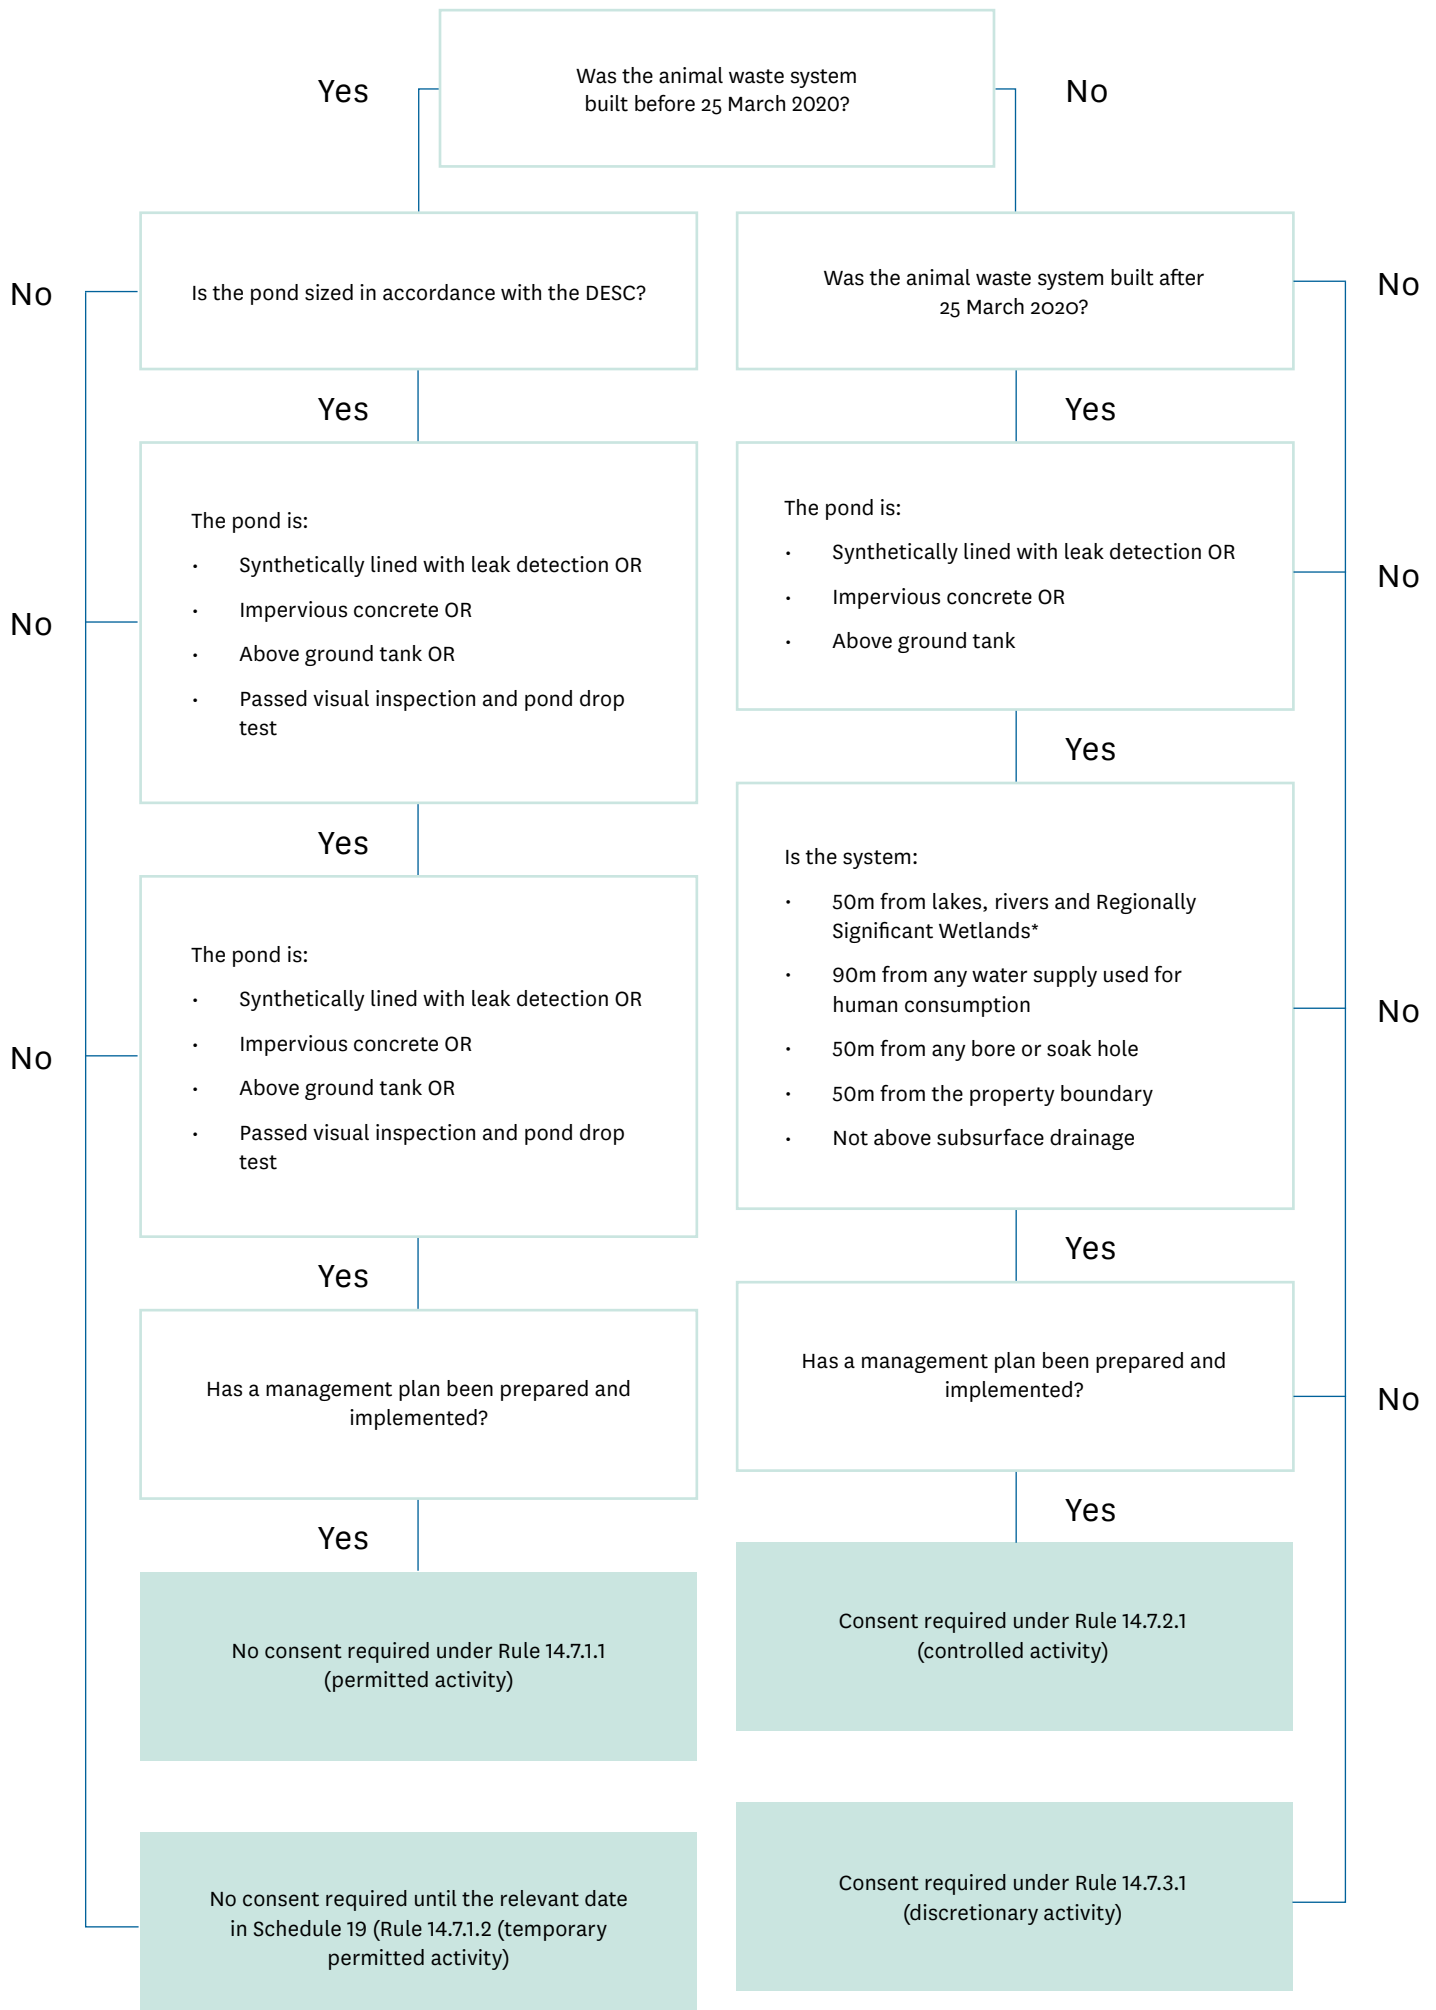 Was the animal waste system
built before 25 March 2020?
Yes
No
Is the pond sized in accordance with the DESC?
No
Was the animal waste system built after
25 March 2020?
No
Yes
Yes
The pond is:
· Synthetically lined with leak detection OR
· Impervious concrete OR
· Above ground tank OR
· Passed visual inspection and pond drop
test
No
The pond is:
· Synthetically lined with leak detection OR
· Impervious concrete OR
· Above ground tank
No
Yes
Yes
The pond is:
· Synthetically lined with leak detection OR
· Impervious concrete OR
· Above ground tank OR
· Passed visual inspection and pond drop
test
No
Is the system:
· 50m from lakes, rivers and Regionally
Significant Wetlands*
· 90m from any water supply used for
human consumption
· 50m from any bore or soak hole
· 50m from the property boundary
· Not above subsurface drainage
No
Yes
Yes
Has a management plan been prepared and
implemented?
Has a management plan been prepared and
implemented?
No
Yes
Yes
No consent required under Rule 14.7.1.1
(permitted activity)
Consent required under Rule 14.7.2.1
(controlled activity)
No consent required until the relevant date
in Schedule 19 (Rule 14.7.1.2 (temporary
permitted activity)
Consent required under Rule 14.7.3.1
(discretionary activity)